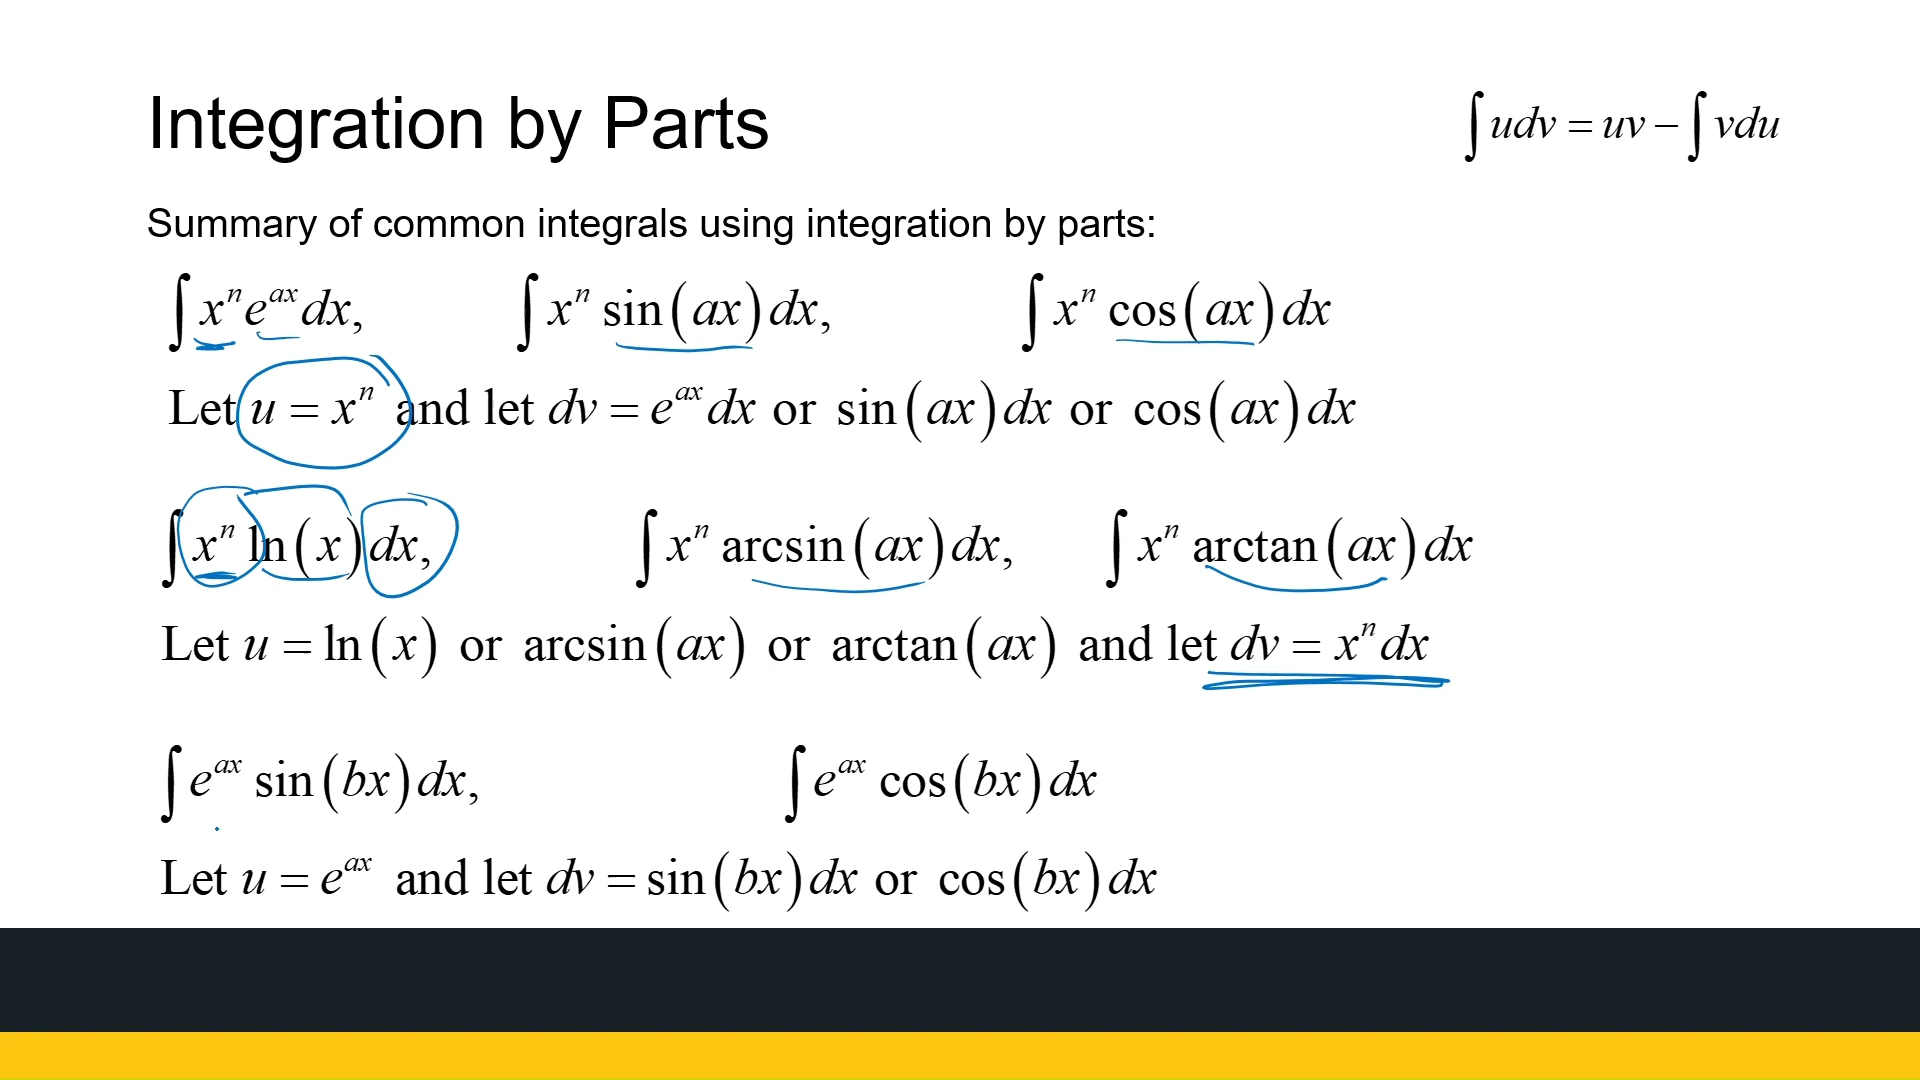 Integration by Parts
∫udv = uv − ∫vdu
Summary of common integrals using integration by parts:
∫xⁿe^{ax}dx, ∫xⁿ sin(ax)dx, ∫xⁿ cos(ax)dx
Let u = xⁿ and let dv = e^{ax}dx or sin(ax)dx or cos(ax)dx
∫xⁿ ln(x)dx, ∫xⁿ arcsin(ax)dx, ∫xⁿ arctan(ax)dx
Let u = ln(x) or arcsin(ax) or arctan(ax) and let dv = xⁿdx
∫e^{ax} sin(bx)dx, ∫e^{ax} cos(bx)dx
Let u = e^{ax} and let dv = sin(bx)dx or cos(bx)dx